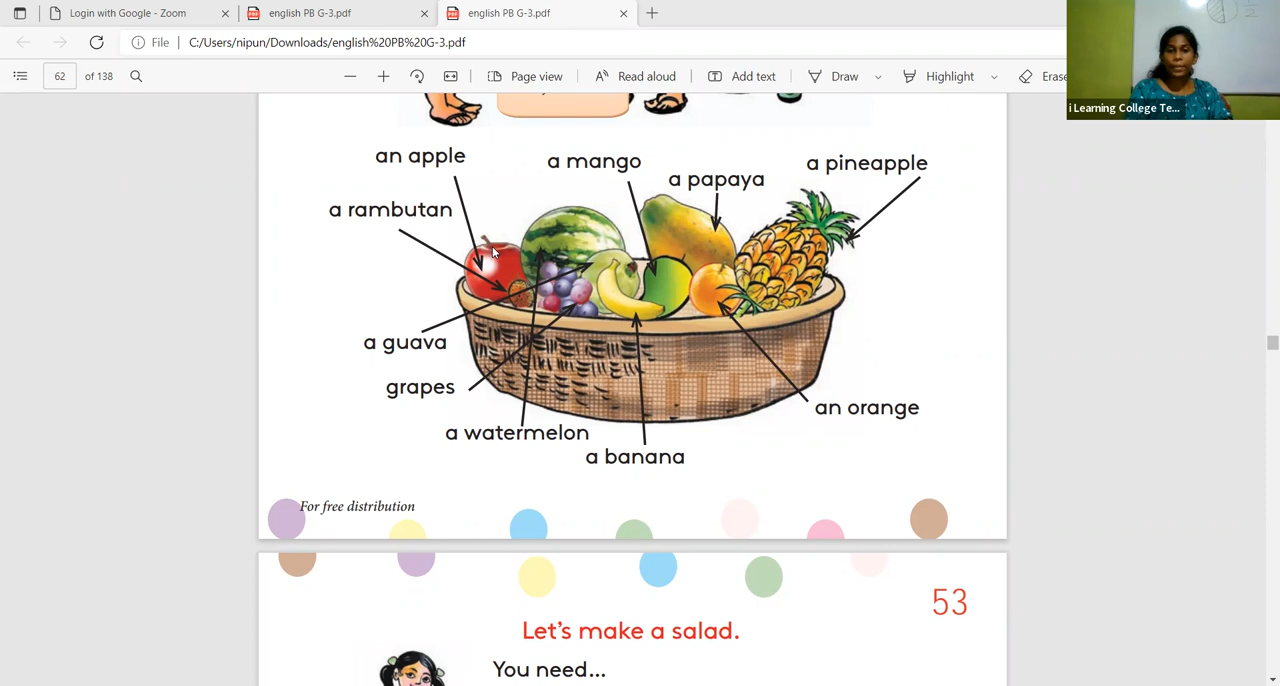 Login with Google - Zoom
english PB G-3.pdf
english PB G-3.pdf
File
C:/Users/nipun/Downloads/english%20PB%20G-3.pdf
62 of 138
Page view
Read aloud
Add text
Draw
Highlight
Erase
i Learning College Te...
an apple
a mango
a papaya
a pineapple
a rambutan
a guava
grapes
an orange
a watermelon
a banana
For free distribution
53
Let's make a salad.
You need...